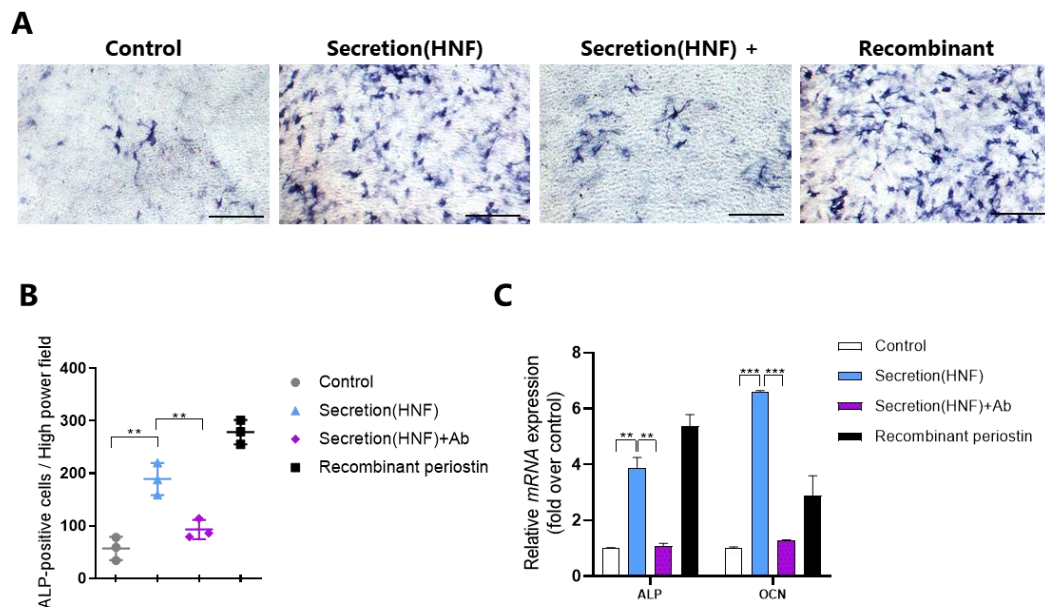 A
Control
Secretion(HNF)
Secretion(HNF) +
Recombinant
B
ALP-positive cells / High power field
400
300
200
100
0
**
**
Control
Secretion(HNF)
Secretion(HNF)+Ab
Recombinant periostin
C
Relative mRNA expression
(fold over control)
8
6
4
2
0
**
**
***
***
ALP
OCN
Control
Secretion(HNF)
Secretion(HNF)+Ab
Recombinant periostin